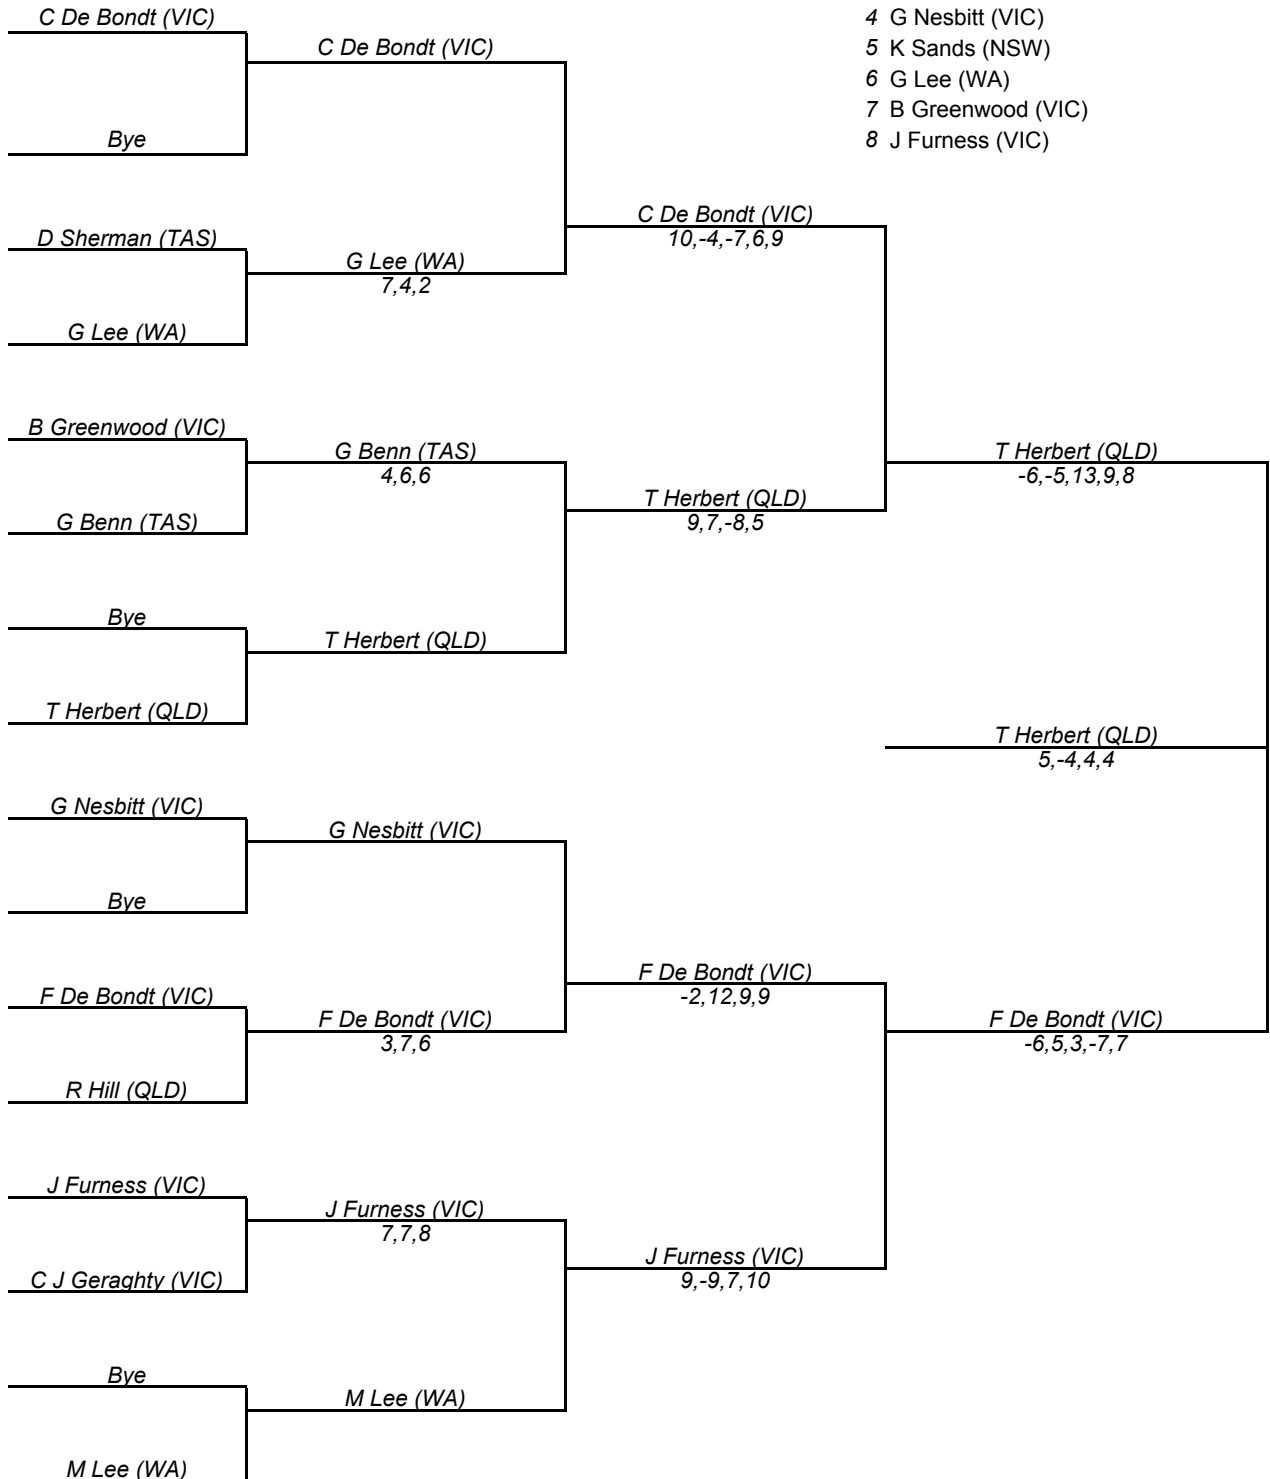 C De Bondt (VIC)
Bye
D Sherman (TAS)
G Lee (WA)
B Greenwood (VIC)
G Benn (TAS)
Bye
T Herbert (QLD)
G Nesbitt (VIC)
Bye
F De Bondt (VIC)
R Hill (QLD)
J Furness (VIC)
C J Geraghty (VIC)
Bye
M Lee (WA)
C De Bondt (VIC)
G Lee (WA)
7,4,2
G Benn (TAS)
4,6,6
T Herbert (QLD)
G Nesbitt (VIC)
F De Bondt (VIC)
3,7,6
J Furness (VIC)
7,7,8
M Lee (WA)
C De Bondt (VIC)
10,-4,-7,6,9
T Herbert (QLD)
9,7,-8,5
F De Bondt (VIC)
-2,12,9,9
J Furness (VIC)
9,-9,7,10
4 G Nesbitt (VIC)
5 K Sands (NSW)
6 G Lee (WA)
7 B Greenwood (VIC)
8 J Furness (VIC)
T Herbert (QLD)
-6,-5,13,9,8
T Herbert (QLD)
5,-4,4,4
F De Bondt (VIC)
-6,5,3,-7,7